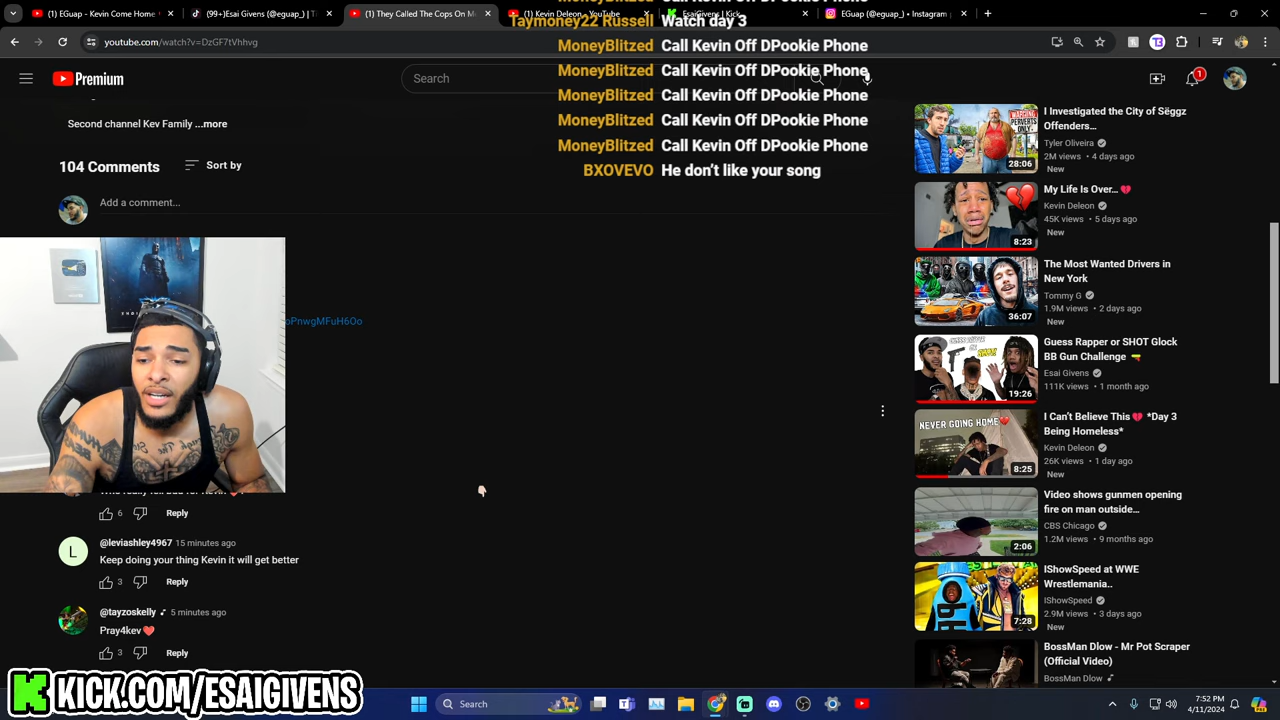 (1) EGuap - Kevin Come Home
(99+) Esai Givens (@eguap_) | Ti
(1) They Called The Cops On M
(1) Kevin Deleon - YouTube
EsaiGivens | Kick
EGuap (@eguap_) • Instagram
youtube.com/watch?v=DzGF7tVhhvg
Premium
Search
1
Taymoney22 Russell Watch day 3
MoneyBlitzed Call Kevin Off DPookie Phone
MoneyBlitzed Call Kevin Off DPookie Phone
MoneyBlitzed Call Kevin Off DPookie Phone
MoneyBlitzed Call Kevin Off DPookie Phone
MoneyBlitzed Call Kevin Off DPookie Phone
BXOVEVO He don't like your song
Second channel Kev Family ...more
104 Comments
Sort by
Add a comment...
oPnwgMFuH6Oo
6
Reply
@leviashley4967 15 minutes ago
L
Keep doing your thing Kevin it will get better
3
Reply
@tayzoskelly 5 minutes ago
Pray4kev❤️
3
Reply
WAEGING
PERVERTS
ONLY
28:06
I Investigated the City of Sëggz
Offenders...
Tyler Oliveira
2M views • 4 days ago
New
8:23
My Life Is Over... 💔
Kevin Deleon
45K views • 5 days ago
New
36:07
The Most Wanted Drivers in
New York
Tommy G
1.9M views • 2 days ago
New
19:26
Guess Rapper or SHOT Glock
BB Gun Challenge 🔫
Esai Givens
111K views • 1 month ago
NEVER GOING HOME💔
8:25
I Can't Believe This💔 *Day 3
Being Homeless*
Kevin Deleon
26K views • 1 day ago
New
2:06
Video shows gunmen opening
fire on man outside...
CBS Chicago
1.2M views • 9 months ago
7:28
IShowSpeed at WWE
Wrestlemania..
IShowSpeed
2.9M views • 3 days ago
New
BossMan Dlow - Mr Pot Scraper
(Official Video)
BossMan Dlow
KICK.COM/ESAIGIVENS
Search
7:52 PM
4/11/2024